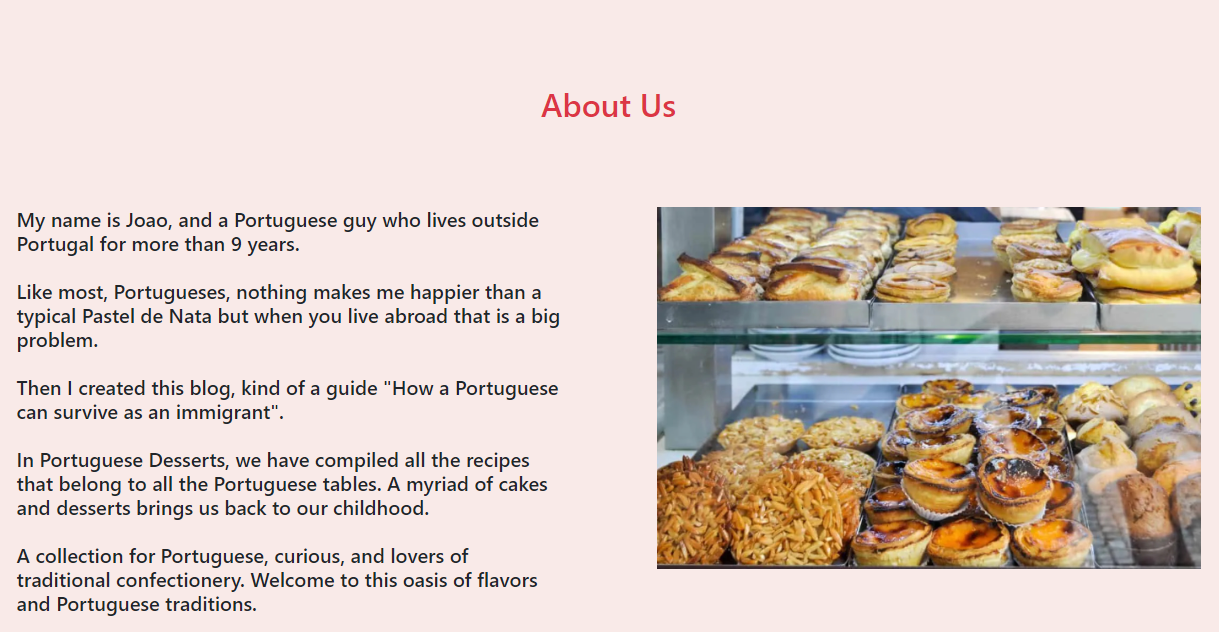 About Us
My name is Joao, and a Portuguese guy who lives outside
Portugal for more than 9 years.
Like most, Portugueses, nothing makes me happier than a
typical Pastel de Nata but when you live abroad that is a big
problem.
Then I created this blog, kind of a guide "How a Portuguese
can survive as an immigrant".
In Portuguese Desserts, we have compiled all the recipes
that belong to all the Portuguese tables. A myriad of cakes
and desserts brings us back to our childhood.
A collection for Portuguese, curious, and lovers of
traditional confectionery. Welcome to this oasis of flavors
and Portuguese traditions.